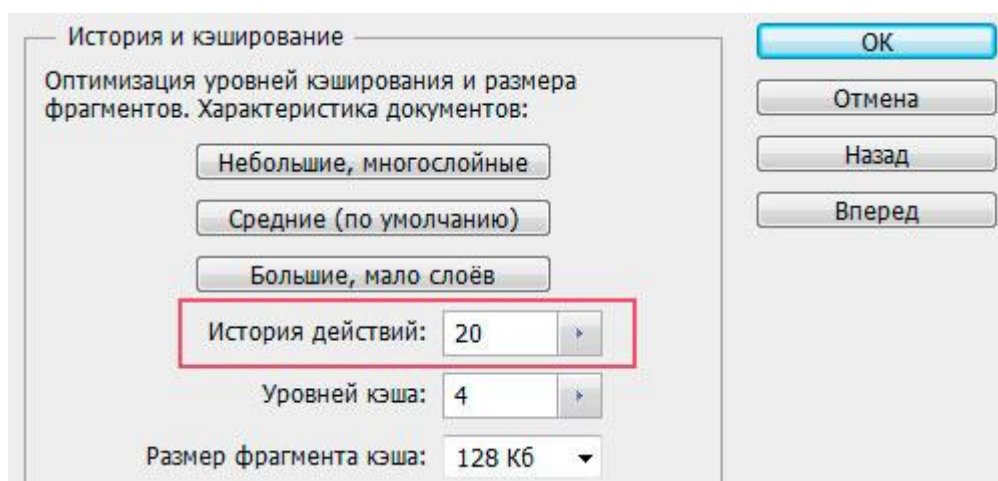 История и кэширование
Оптимизация уровней кэширования и размера
фрагментов. Характеристика документов:
Небольшие, многослойные
Средние (по умолчанию)
Большие, мало слоёв
История действий: 20
Уровней кэша: 4
Размер фрагмента кэша: 128 Кб
ОК
Отмена
Назад
Вперед